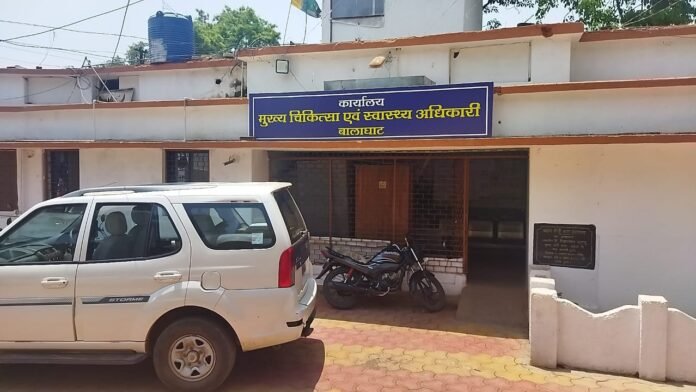 कार्यालय
मुख्य चिकित्सा एवं स्वास्थ्य अधिकारी
बालाघाट
STORME